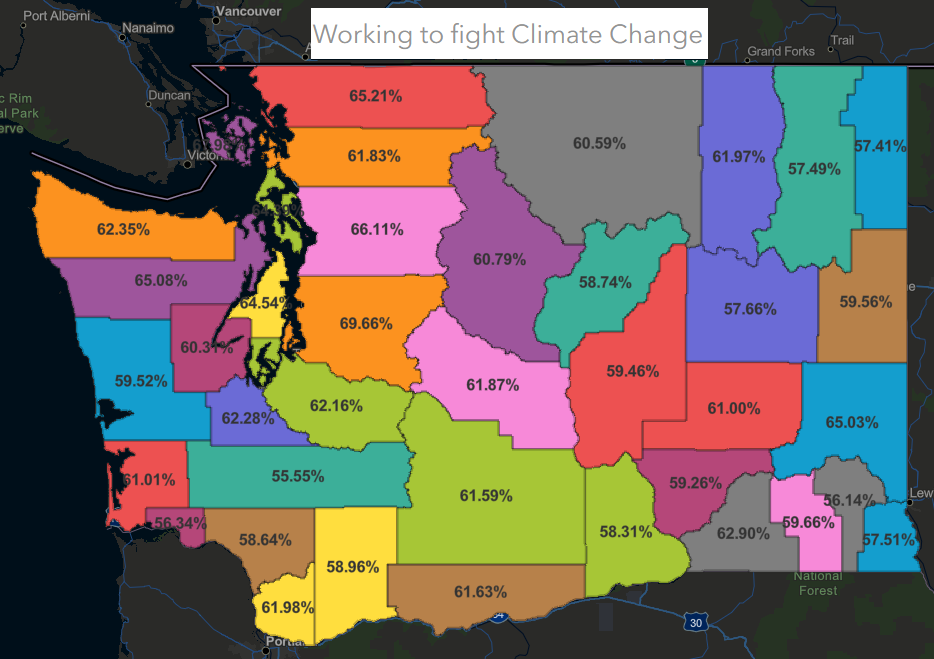 Port Alberni
Vancouver
Nanaimo
Working to fight Climate Change
Trail
Grand Forks
Duncan
c Rim
al Park
erve
Victor
65.21%
61.83%
60.59%
61.97%
57.49%
57.41%
62.35%
66.11%
60.79%
65.08%
58.74%
64.54%
69.66%
57.66%
59.56%
60.31%
59.52%
61.87%
59.46%
62.28%
62.16%
61.00%
65.03%
61.01%
55.55%
61.59%
59.26%
56.14%
Lew
56.34%
58.64%
58.31%
62.90%
59.66%
57.51%
58.96%
61.98%
61.63%
National
Forest
30
Portla